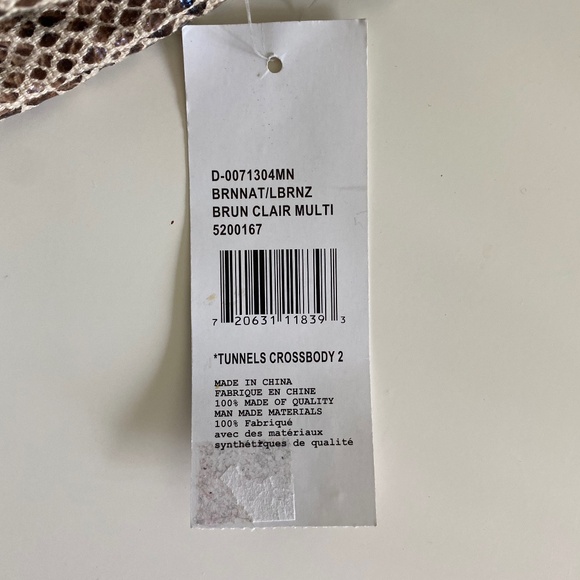 D-0071304MN
BRNNAT/LBRNZ
BRUN CLAIR MULTI
5200167
7 20631 11839 3
*TUNNELS CROSSBODY 2
MADE IN CHINA
FABRIQUE EN CHINE
100% MADE OF QUALITY
MAN MADE MATERIALS
100% Fabriqué
avec des matériaux
synthétiques de qualité